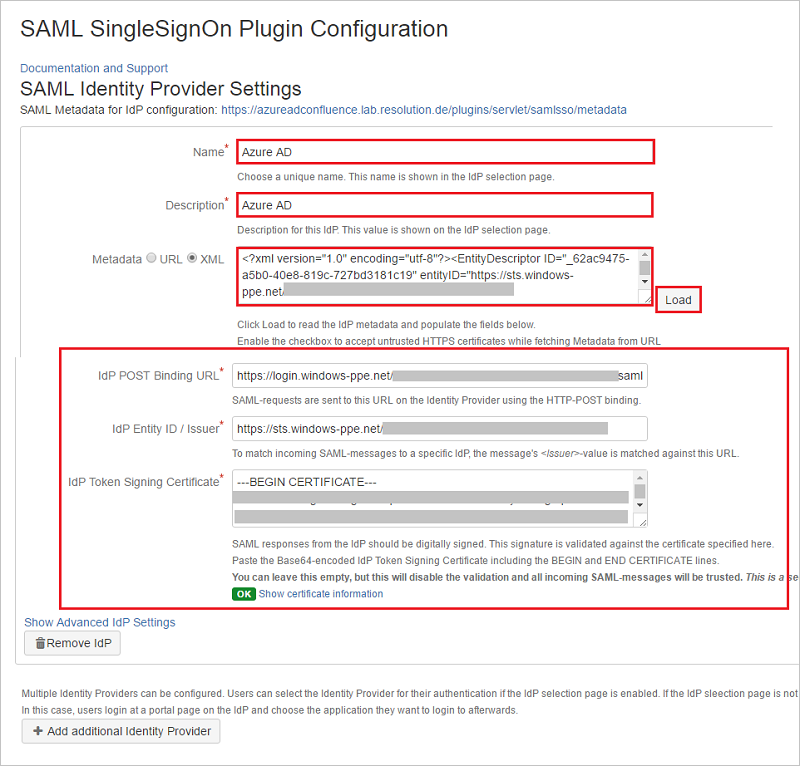 SAML SingleSignOn Plugin Configuration
Documentation and Support
SAML Identity Provider Settings
SAML Metadata for IdP configuration: https://azureadconfluence.lab.resolution.de/plugins/servlet/samlsso/metadata
Name* Azure AD
Choose a unique name. This name is shown in the IdP selection page.
Description* Azure AD
Description for this IdP. This value is shown on the IdP selection page.
Metadata URL XML <?xml version="1.0" encoding="utf-8"?><EntityDescriptor ID="_62ac9475-
a5b0-40e8-819c-727bd3181c19" entityID="https://sts.windows-
ppe.net/
Load
Click Load to read the IdP metadata and populate the fields below.
Enable the checkbox to accept untrusted HTTPS certificates while fetching Metadata from URL
IdP POST Binding URL* https://login.windows-ppe.net/ saml
SAML-requests are sent to this URL on the Identity Provider using the HTTP-POST binding.
IdP Entity ID / Issuer* https://sts.windows-ppe.net/
To match incoming SAML-messages to a specific IdP, the message's <Issuer>-value is matched against this URL.
IdP Token Signing Certificate* ---BEGIN CERTIFICATE---
SAML responses from the IdP should be digitally signed. This signature is validated against the certificate specified here.
Paste the Base64-encoded IdP Token Signing Certificate including the BEGIN and END CERTIFICATE lines.
You can leave this empty, but this will disable the validation and all incoming SAML-messages will be trusted. This is a se
OK Show certificate information
Show Advanced IdP Settings
Remove IdP
Multiple Identity Providers can be configured. Users can select the Identity Provider for their authentication if the IdP selection page is enabled. If the IdP sleection page is not
In this case, users login at a portal page on the IdP and choose the application they want to login to afterwards.
+ Add additional Identity Provider